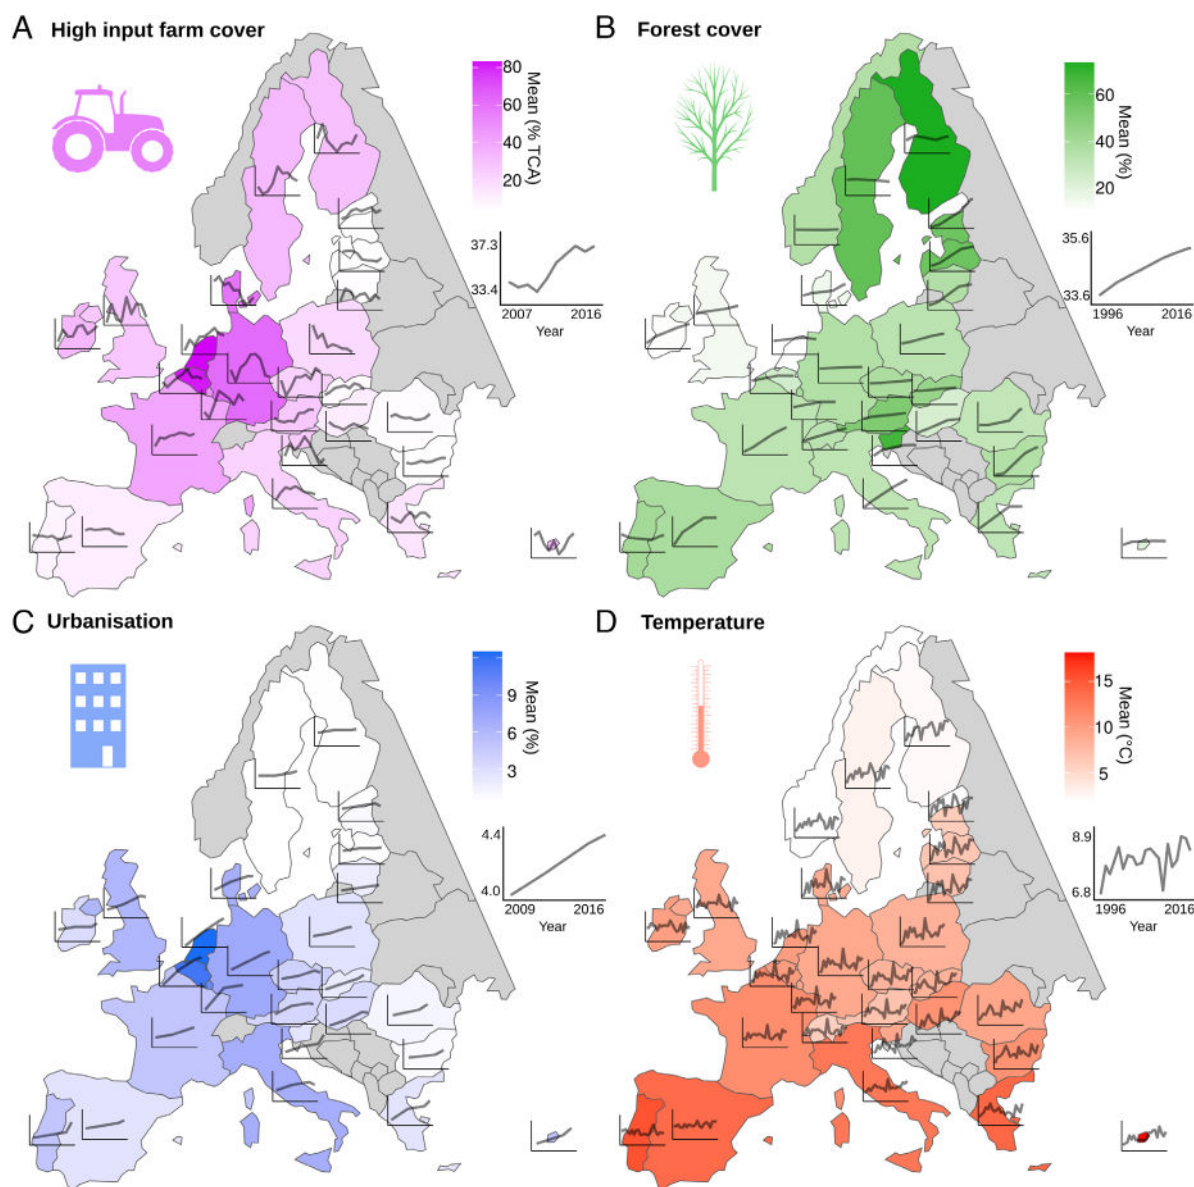 A High input farm cover
80
60
40
20
Mean (% TCA)
37.3
33.4
2007 2016
Year
B Forest cover
60
40
20
Mean (%)
35.6
33.6
1996 2016
Year
C Urbanisation
9
6
3
Mean (%)
4.4
4.0
2009 2016
Year
D Temperature
15
10
5
Mean (°C)
8.9
6.8
1996 2016
Year